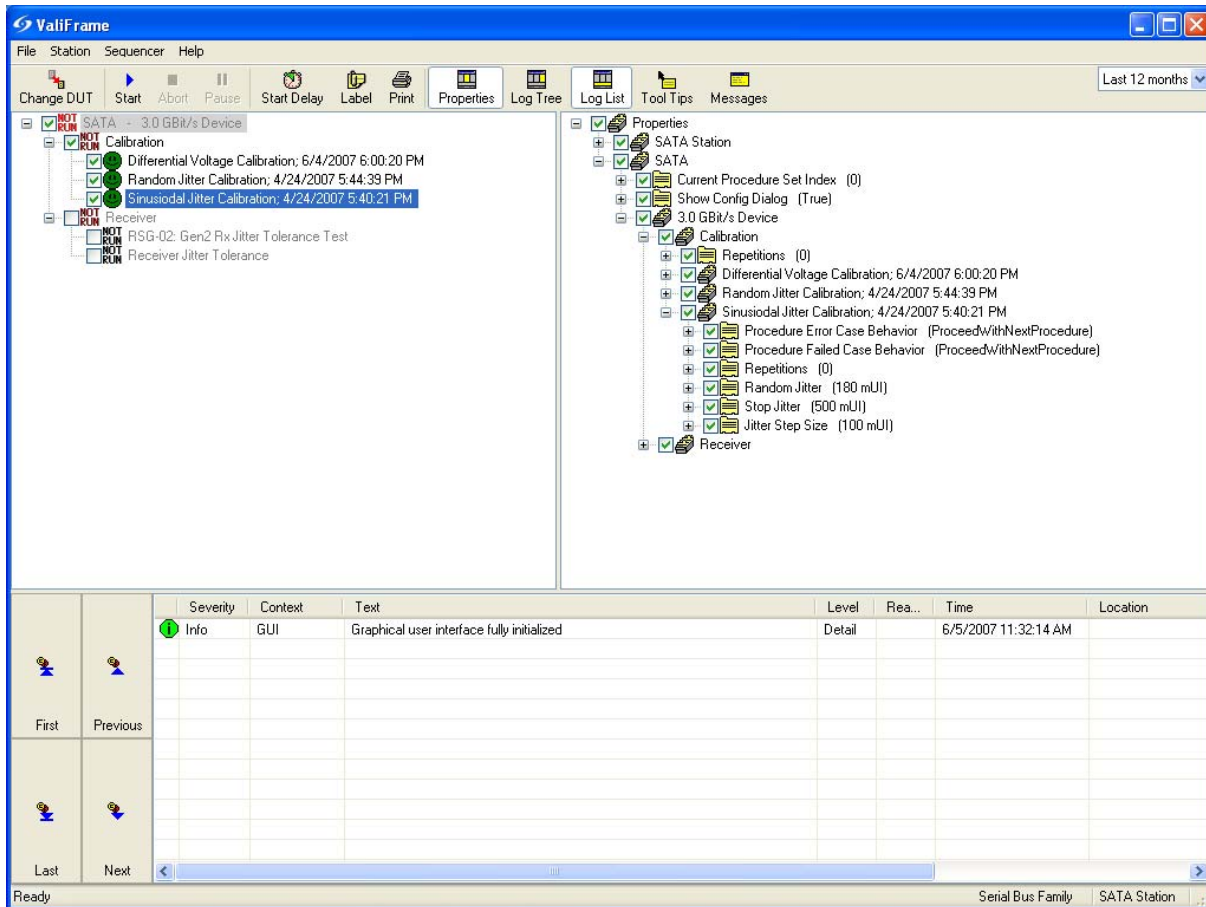 ValiFrame
File Station Sequencer Help
Change DUT Start Abort Pause Start Delay Label Print Properties Log Tree Log List Tool Tips Messages Last 12 months
NOT RUN SATA - 3.0 GBit/s Device
NOT RUN Calibration
Differential Voltage Calibration; 6/4/2007 6:00:20 PM
Random Jitter Calibration; 4/24/2007 5:44:39 PM
Sinusiodal Jitter Calibration; 4/24/2007 5:40:21 PM
NOT RUN Receiver
NOT RUN RSG-02: Gen2 Rx Jitter Tolerance Test
NOT RUN Receiver Jitter Tolerance
Properties
SATA Station
SATA
Current Procedure Set Index (0)
Show Config Dialog (True)
3.0 GBit/s Device
Calibration
Repetitions (0)
Differential Voltage Calibration; 6/4/2007 6:00:20 PM
Random Jitter Calibration; 4/24/2007 5:44:39 PM
Sinusiodal Jitter Calibration; 4/24/2007 5:40:21 PM
Procedure Error Case Behavior (ProceedWithNextProcedure)
Procedure Failed Case Behavior (ProceedWithNextProcedure)
Repetitions (0)
Random Jitter (180 mUI)
Stop Jitter (500 mUI)
Jitter Step Size (100 mUI)
Receiver
First Previous
Last Next
Severity Context Text Level Rea... Time Location
Info GUI Graphical user interface fully initialized Detail 6/5/2007 11:32:14 AM
Ready Serial Bus Family SATA Station